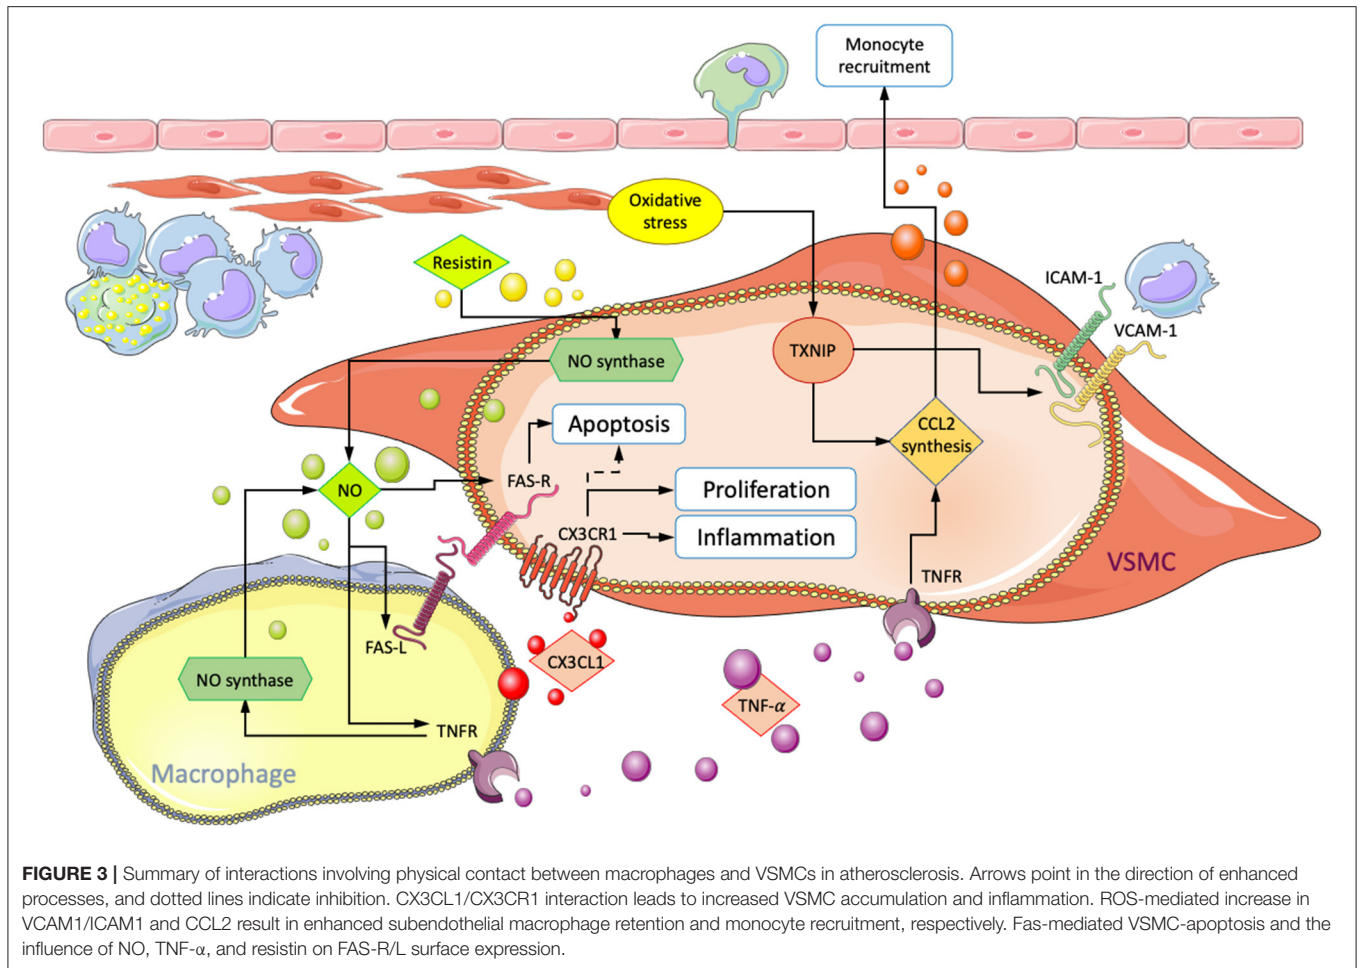 Monocyte
recruitment
Oxidative
stress
Resistin
ICAM-1
VCAM-1
NO synthase
TXNIP
Apoptosis
CCL2
synthesis
FAS-R
NO
Proliferation
CX3CR1
Inflammation
VSMC
TNFR
FAS-L
CX3CL1
NO synthase
TNF-α
TNFR
Macrophage
FIGURE 3 | Summary of interactions involving physical contact between macrophages and VSMCs in atherosclerosis. Arrows point in the direction of enhanced
processes, and dotted lines indicate inhibition. CX3CL1/CX3CR1 interaction leads to increased VSMC accumulation and inflammation. ROS-mediated increase in
VCAM1/ICAM1 and CCL2 result in enhanced subendothelial macrophage retention and monocyte recruitment, respectively. Fas-mediated VSMC-apoptosis and the
influence of NO, TNF-α, and resistin on FAS-R/L surface expression.